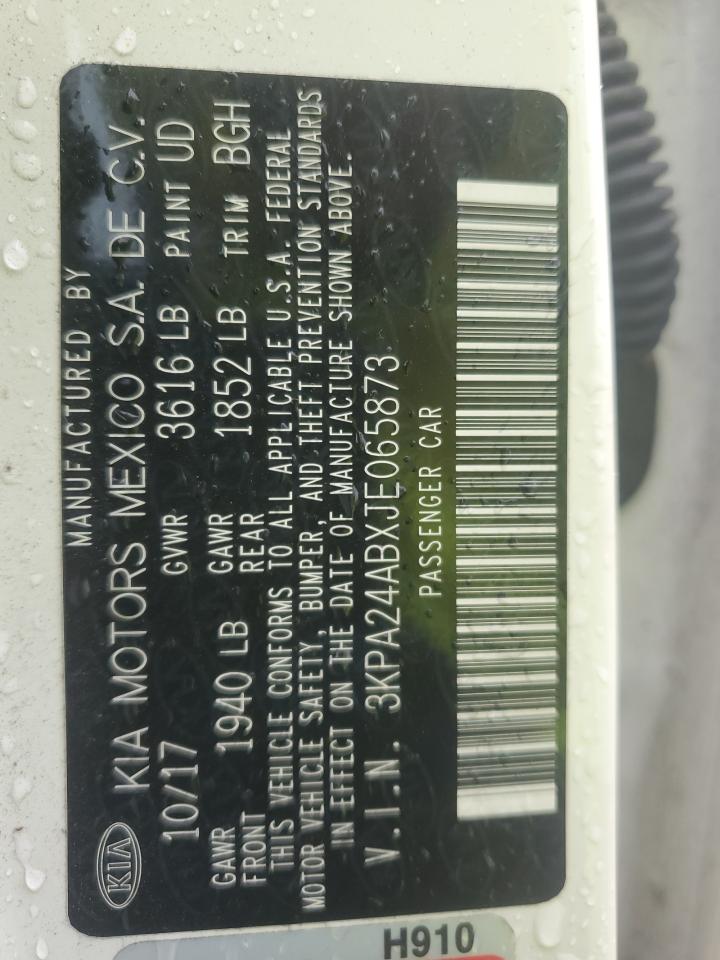 KIA
MANUFACTURED BY
KIA MOTORS MEXICO S.A. DE C.V.
10/17 GVWR 3616 LB PAINT UD
GAWR FRONT 1940 LB GAWR REAR 1852 LB TRIM BGH
THIS VEHICLE CONFORMS TO ALL APPLICABLE U.S.A. FEDERAL
MOTOR VEHICLE SAFETY, BUMPER, AND THEFT PREVENTION STANDARDS
IN EFFECT ON THE DATE OF MANUFACTURE SHOWN ABOVE.
V.I.N. 3KPA24ABXJE065873
PASSENGER CAR
H910